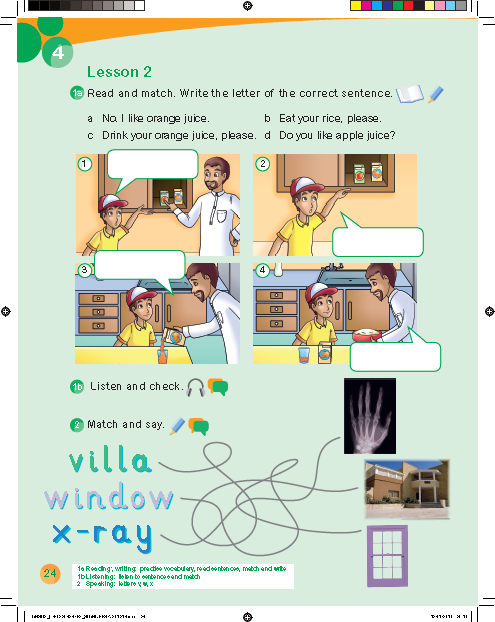 4
Lesson 2
1a Read and match. Write the letter of the correct sentence.
a No. I like orange juice. b Eat your rice, please.
c Drink your orange juice, please. d Do you like apple juice?
1
2
3
4
1b Listen and check.
2 Match and say.
villa
window
x-ray
24
1a Reading, writing: practise vocabulary, read sentences, match and write
1b Listening: listen to sentences and match
2 Speaking: letters v, w, x